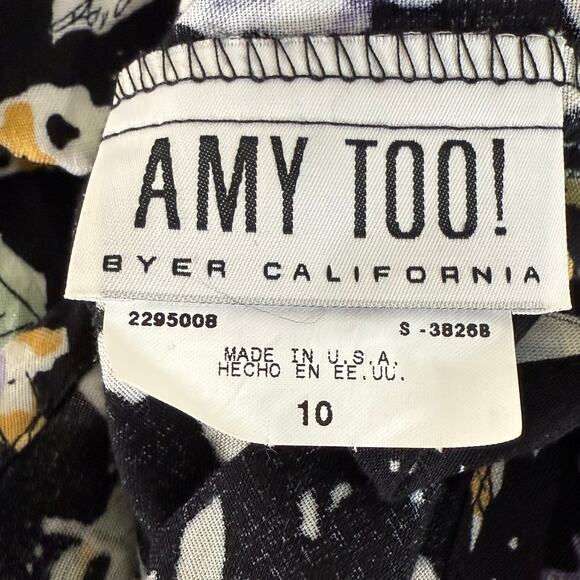 AMY TOO!
BYER CALIFORNIA
2295008 S -3826B
MADE IN U.S.A.
HECHO EN EE.UU.
10